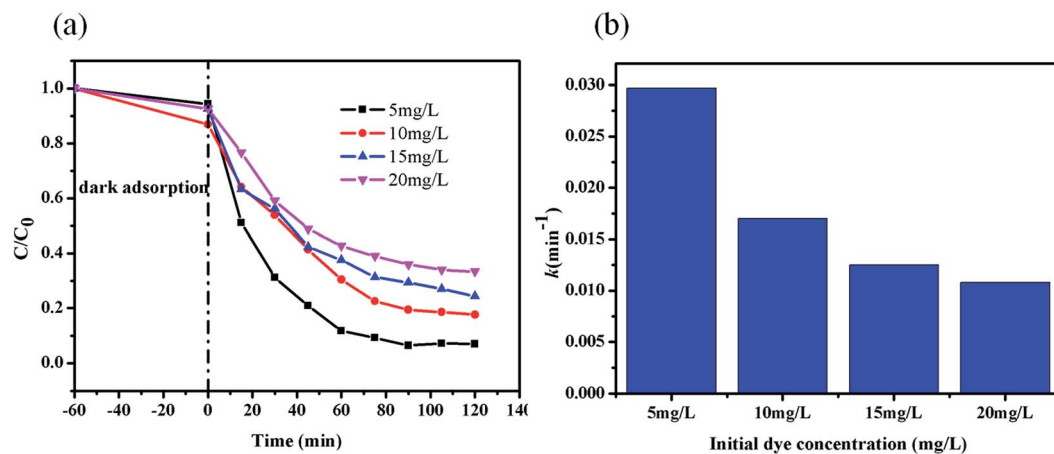 (a)
1.0
0.8
0.6
0.4
0.2
0.0
C/C0
dark adsorption
5mg/L
10mg/L
15mg/L
20mg/L
-60 -40 -20 0 20 40 60 80 100 120 14
Time (min)
(b)
0.030
0.025
0.020
0.015
0.010
0.005
0.000
k(min-1)
5mg/L 10mg/L 15mg/L 20mg/L
Initial dye concentration (mg/L)